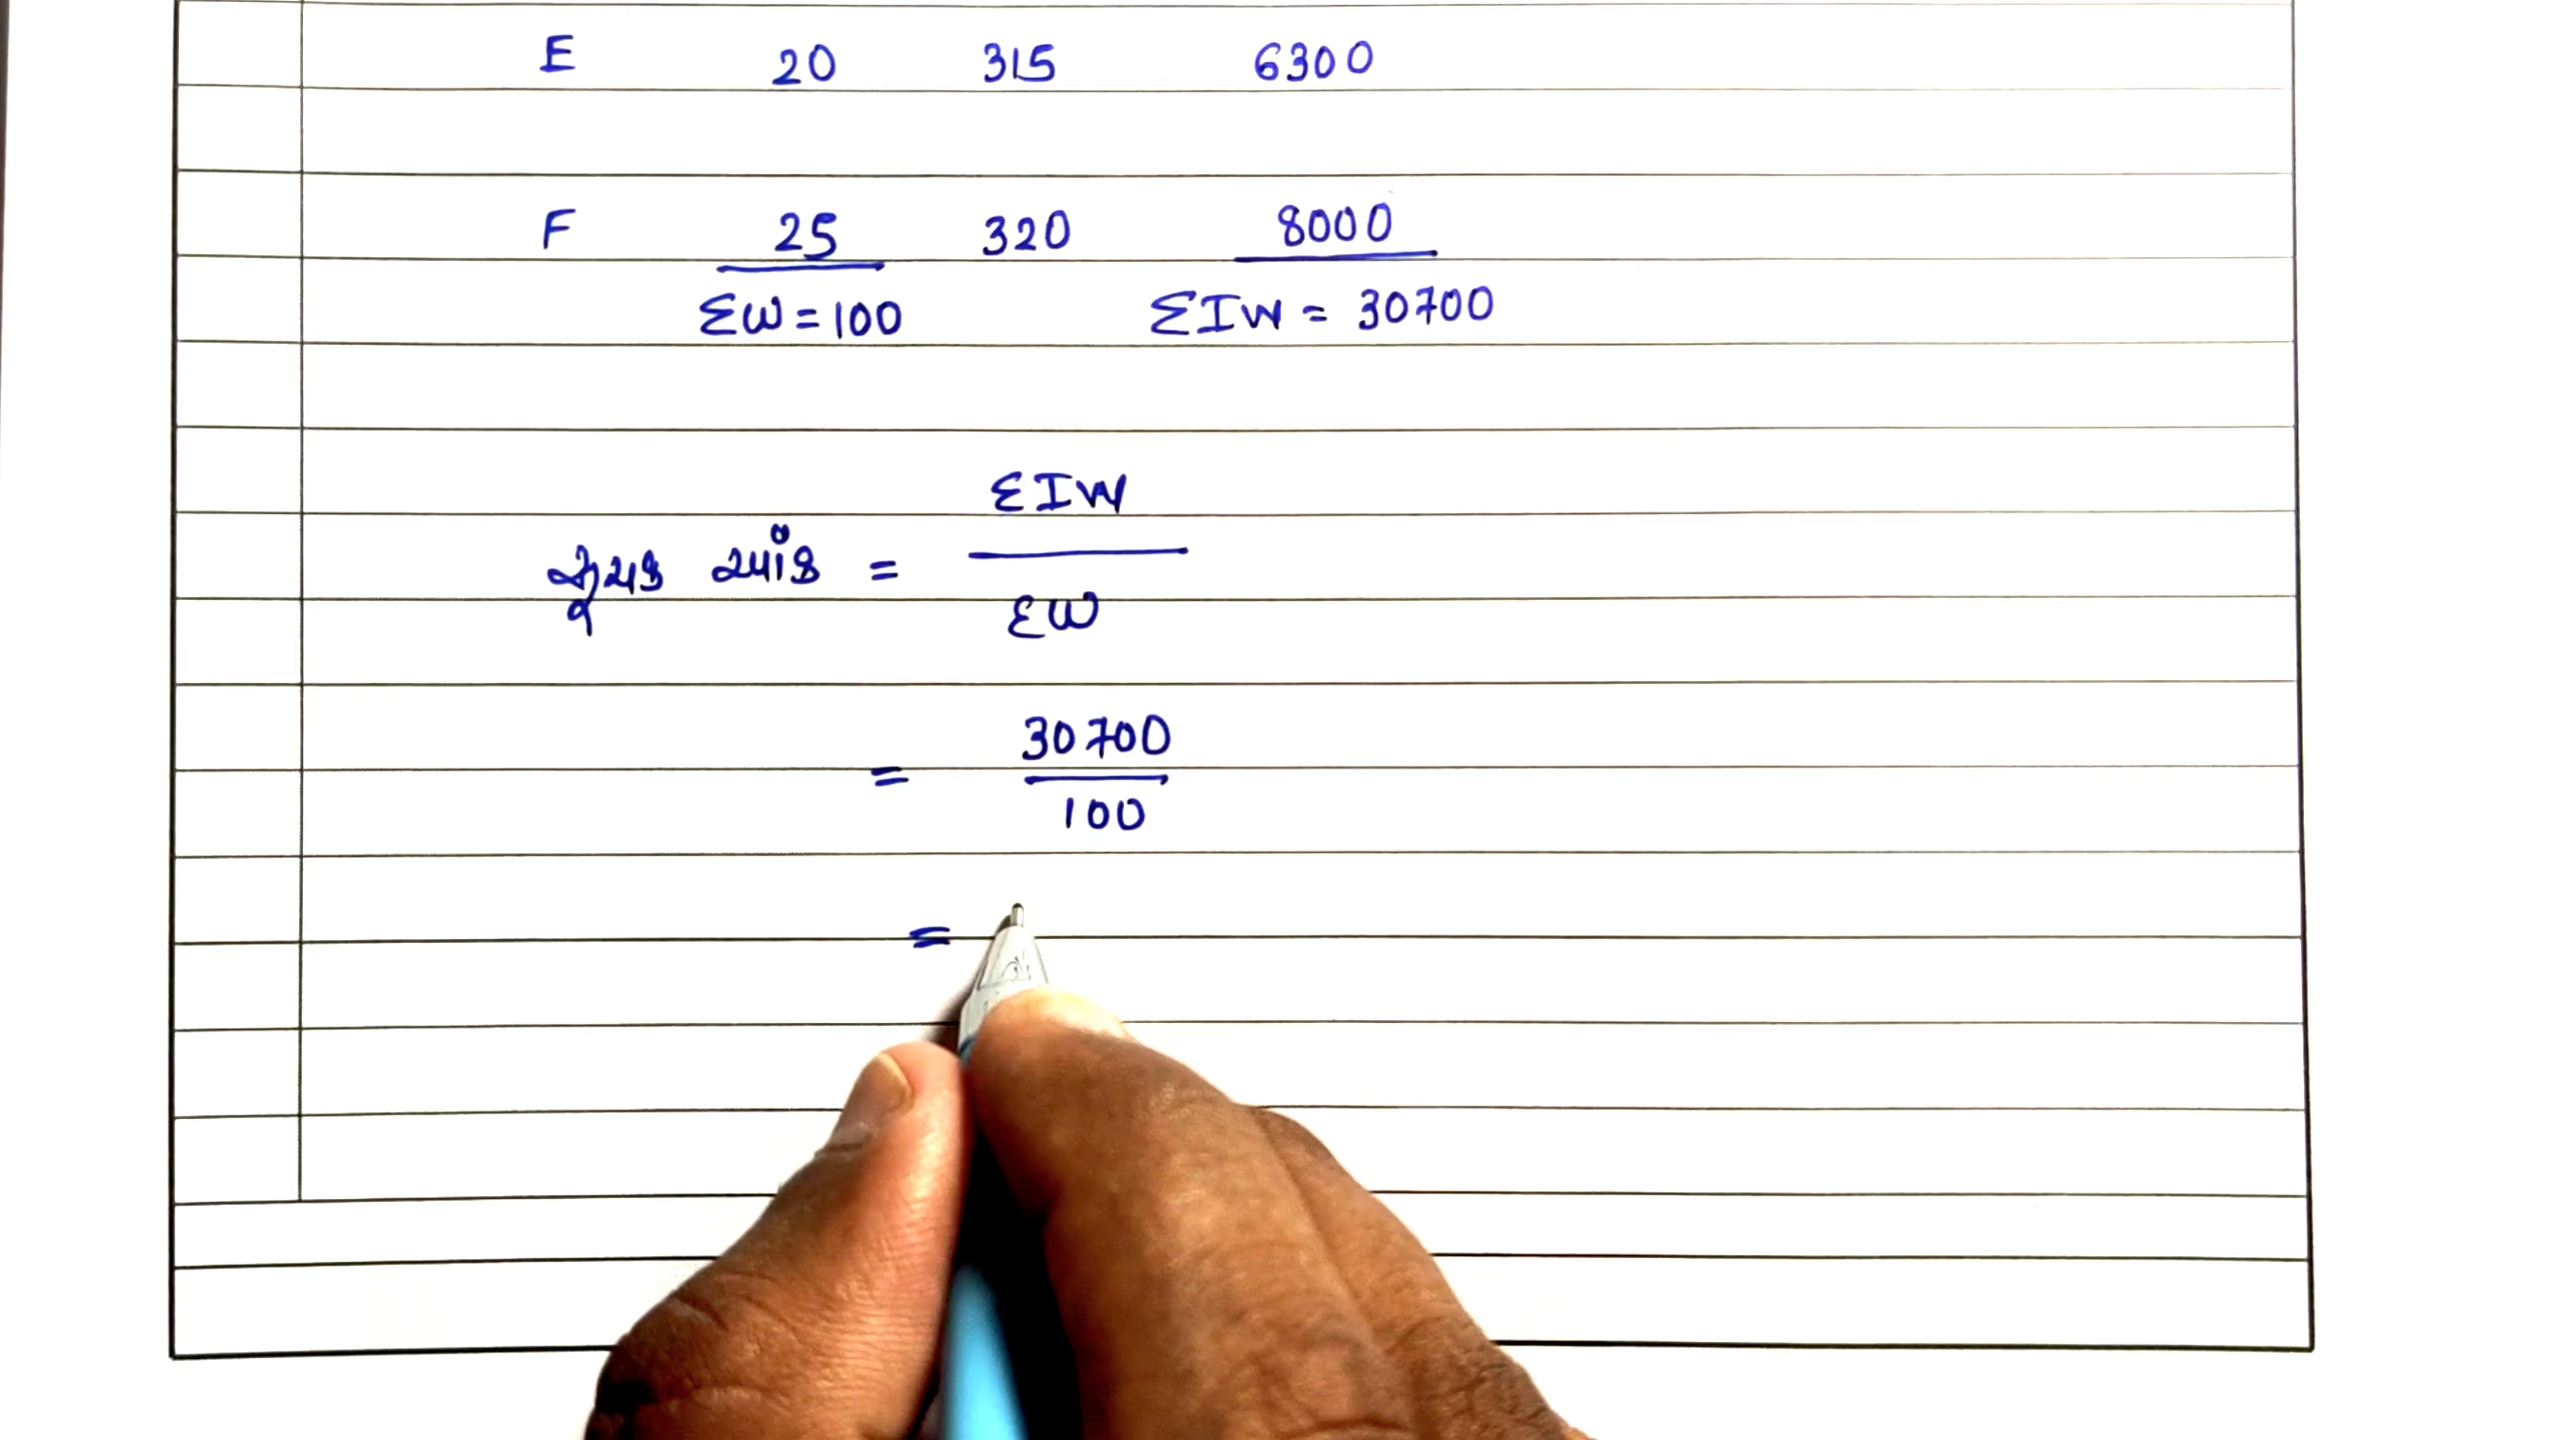 E 20 315 6300
F 25 320 8000
ΣW = 100 ΣIW = 30700
સૂચક આંક = ΣIW / ΣW
= 30700 / 100
=